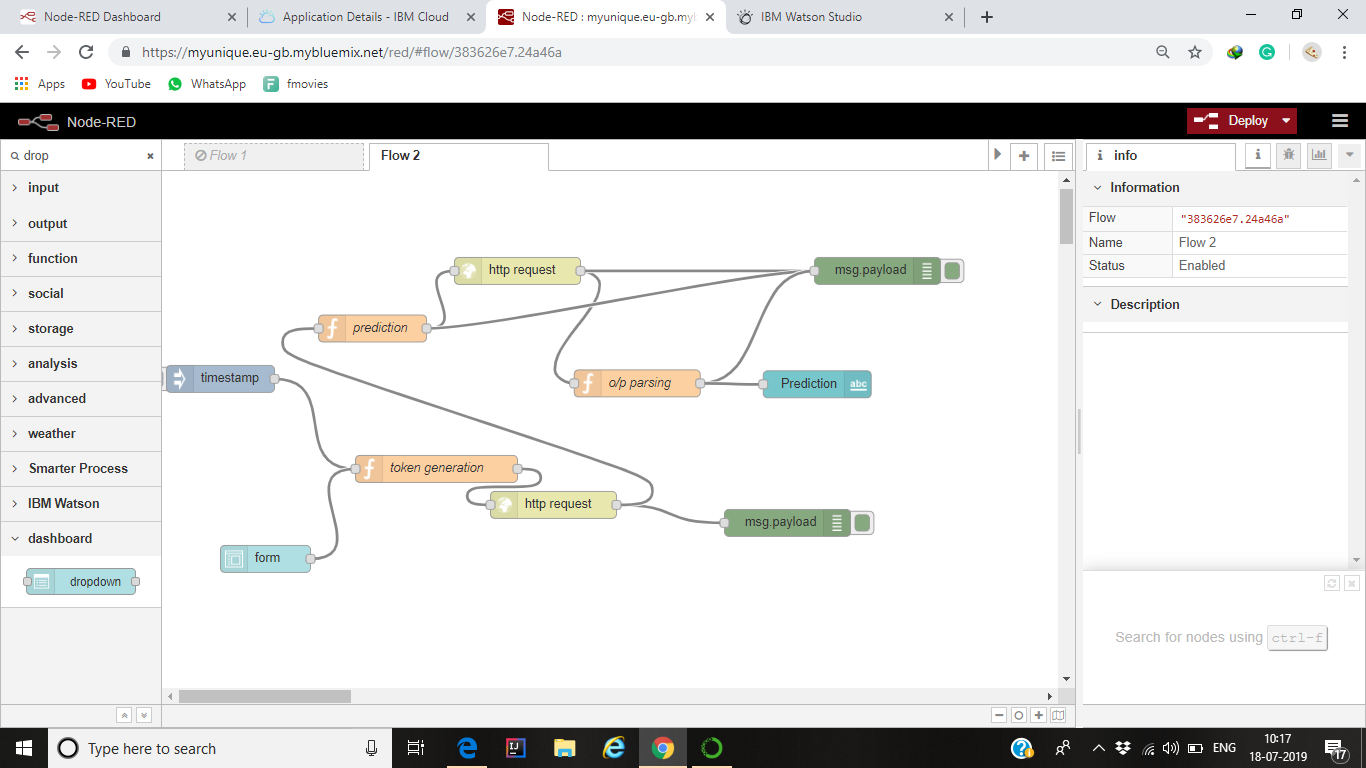 Node-RED Dashboard
Application Details - IBM Cloud
Node-RED : myunique.eu-gb.myb
IBM Watson Studio
https://myunique.eu-gb.mybluemix.net/red/#flow/383626e7.24a46a
Apps
YouTube
WhatsApp
fmovies
Node-RED
Deploy
drop
Flow 1
Flow 2
info
input
output
function
social
storage
analysis
advanced
weather
Smarter Process
IBM Watson
dashboard
dropdown
http request
msg.payload
prediction
timestamp
o/p parsing
Prediction
abc
token generation
http request
msg.payload
form
Information
Flow "383626e7.24a46a"
Name Flow 2
Status Enabled
Description
Search for nodes using ctrl-f
Type here to search
ENG
10:17
18-07-2019
17